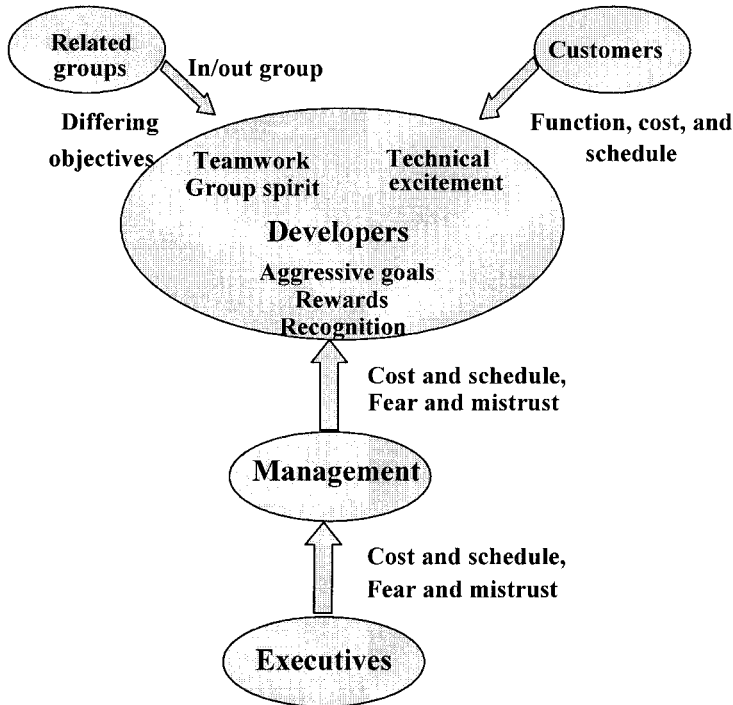 Related
groups
In/out group
Customers
Differing
objectives
Function, cost, and
schedule
Teamwork
Group spirit
Technical
excitement
Developers
Aggressive goals
Rewards
Recognition
Cost and schedule,
Fear and mistrust
Management
Cost and schedule,
Fear and mistrust
Executives